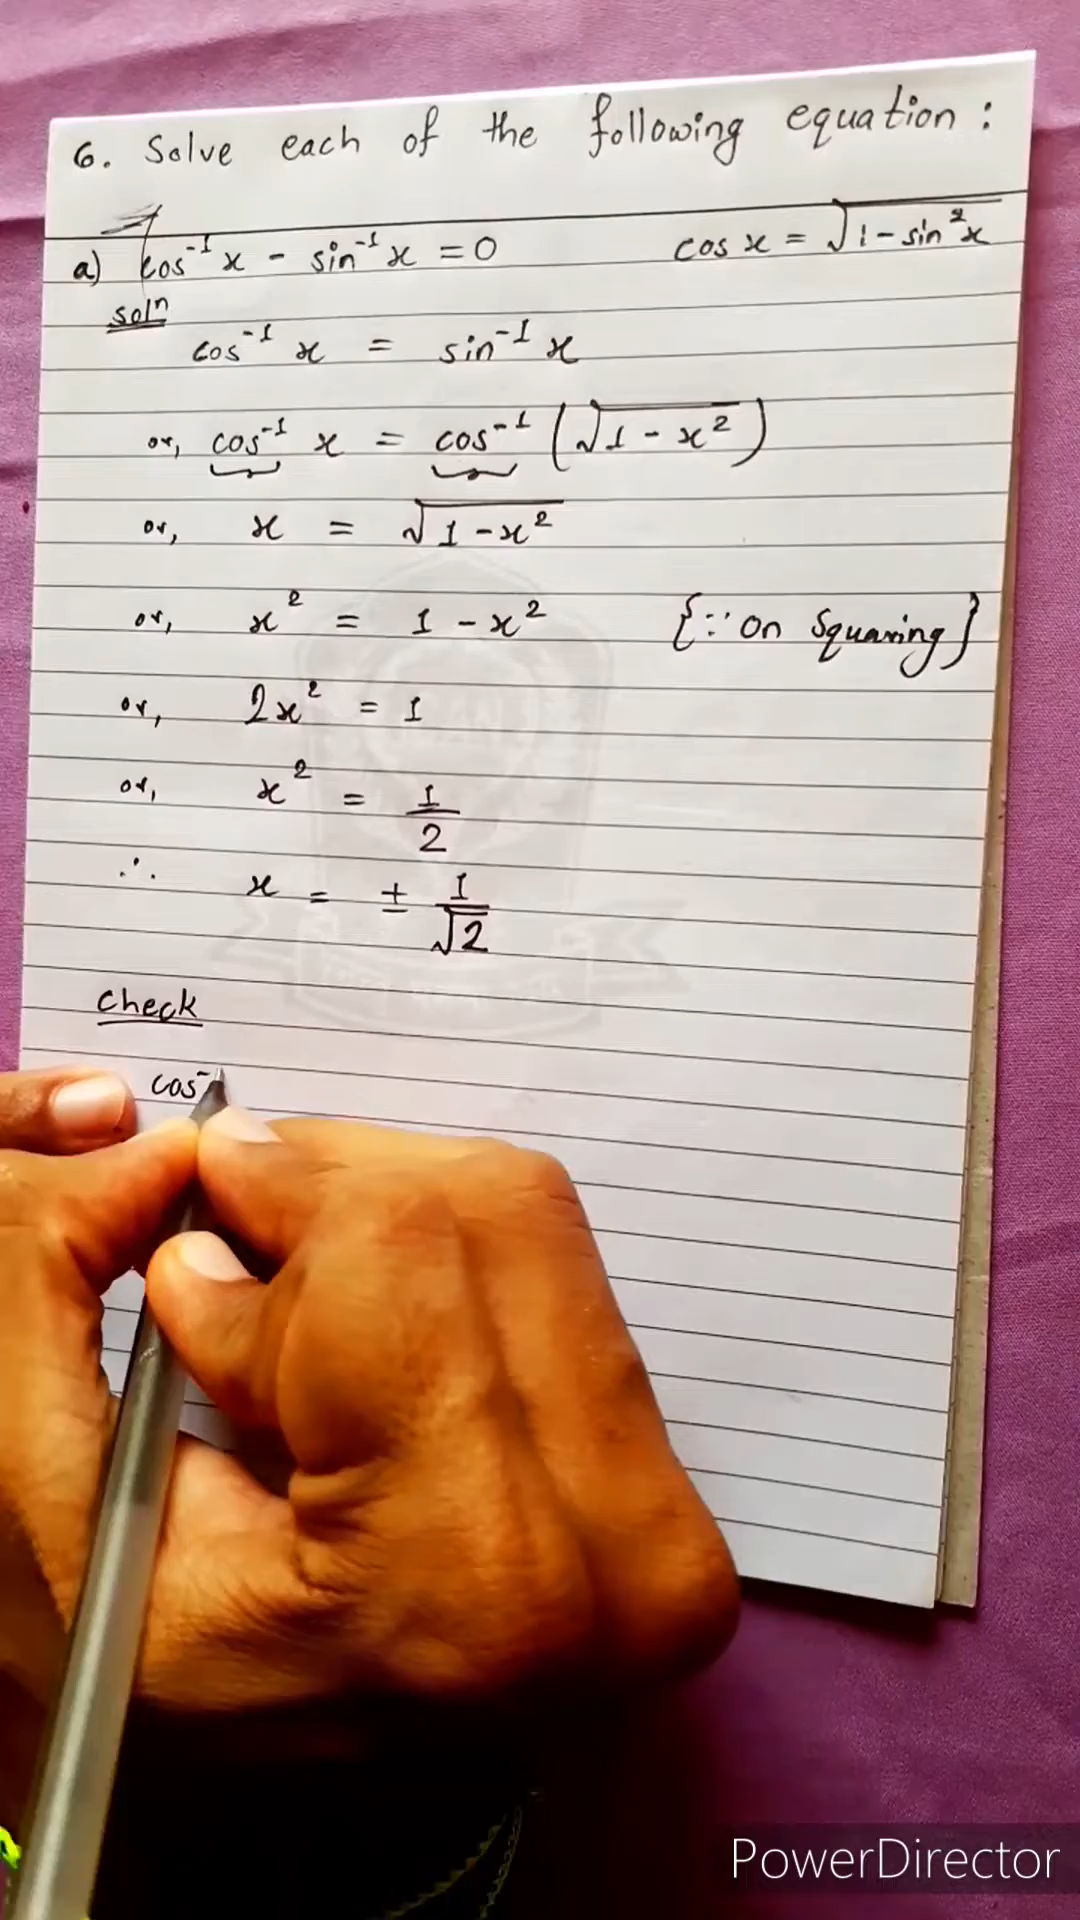 6. Solve each of the following equation :
a) cos⁻¹ x - sin⁻¹ x = 0 cos x = √1 - sin²x
solⁿ
cos⁻¹ x = sin⁻¹ x
or, cos⁻¹ x = cos⁻¹ (√1 - x²)
or, x = √1 - x²
or, x² = 1 - x² {∵ On Squaring}
or, 2x² = 1
or, x² = 1/2
∴ x = ± 1/√2
Check
cos⁻
PowerDirector